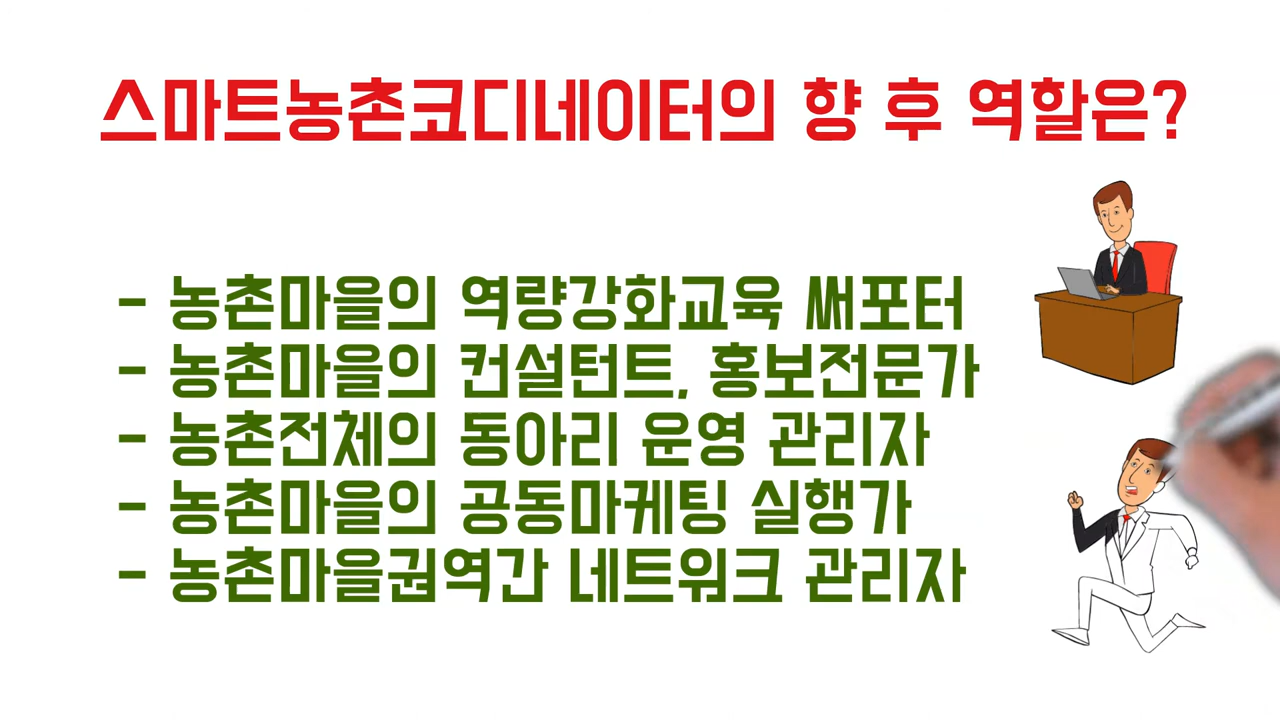 스마트농촌코디네이터의 향 후 역할은?
- 농촌마을의 역량강화교육 써포터
- 농촌마을의 컨설턴트, 홍보전문가
- 농촌전체의 동아리 운영 관리자
- 농촌마을의 공동마케팅 실행가
- 농촌마을권역간 네트워크 관리자